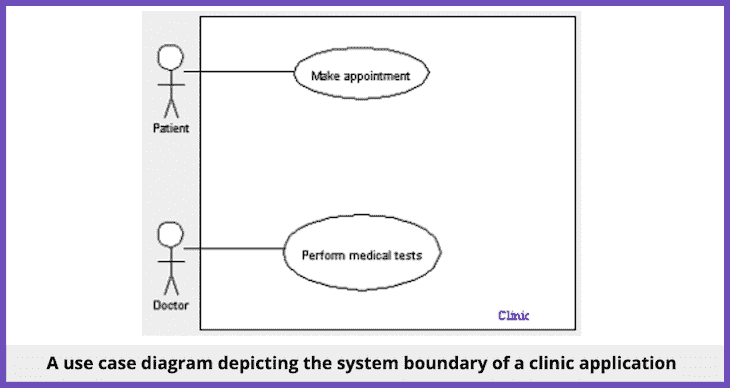 Make appointment
Patient
Perform medical tests
Doctor
Clinic
A use case diagram depicting the system boundary of a clinic application